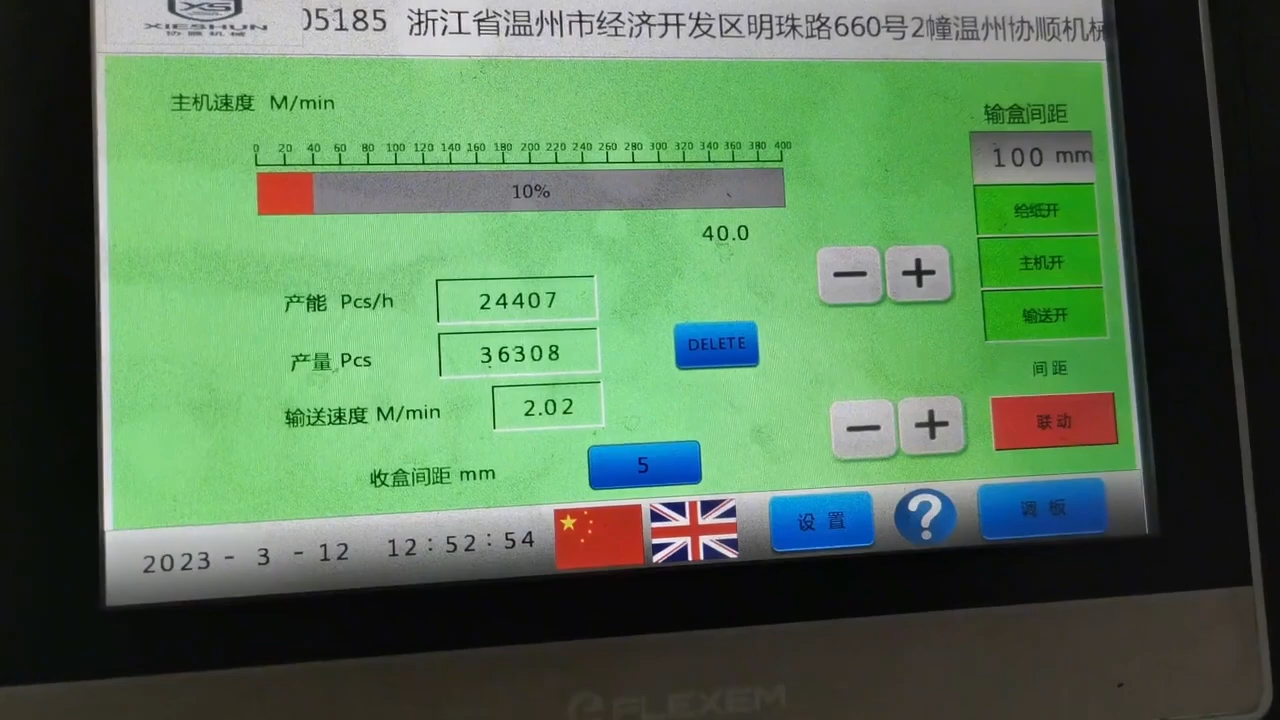 XS
XIESHUN
协顺机械
05185 浙江省温州市经济开发区明珠路660号2幢温州协顺机械
主机速度 M/min
输盒间距
0 20 40 60 80 100 120 140 160 180 200 220 240 260 280 300 320 340 360 380 400
100 mm
10%
给纸开
40.0
主机开
产能 Pcs/h 24407
输送开
产量 Pcs 36308
DELETE
间距
输送速度 M/min 2.02
联动
收盒间距 mm 5
2023 - 3 - 12 12:52:54
设置
?
调板
FLEXEM